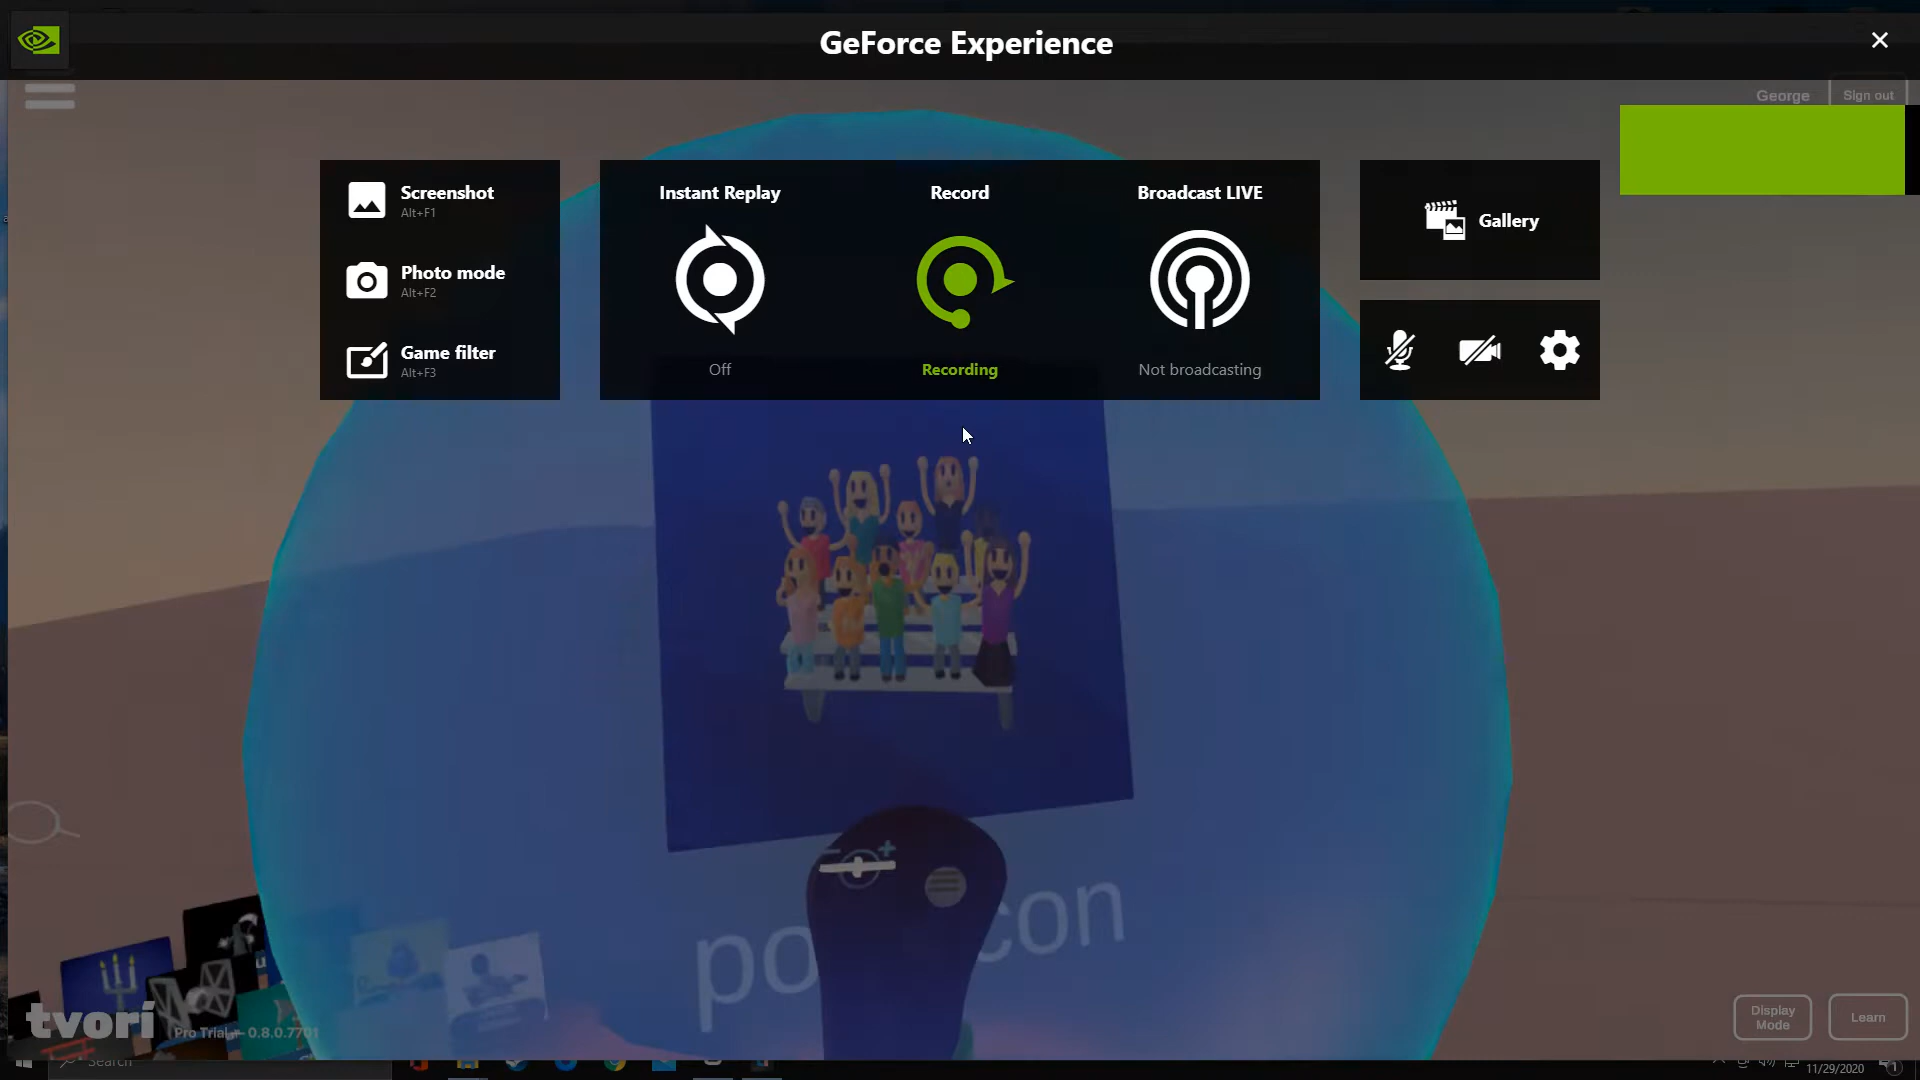 GeForce Experience
George
Sign out
Screenshot
Alt+F1
Photo mode
Alt+F2
Game filter
Alt+F3
Instant Replay
Off
Record
Recording
Broadcast LIVE
Not broadcasting
Gallery
tvori
Pro Trial - 0.8.0.7701
Display
Mode
Learn
Search
11/29/2020
1